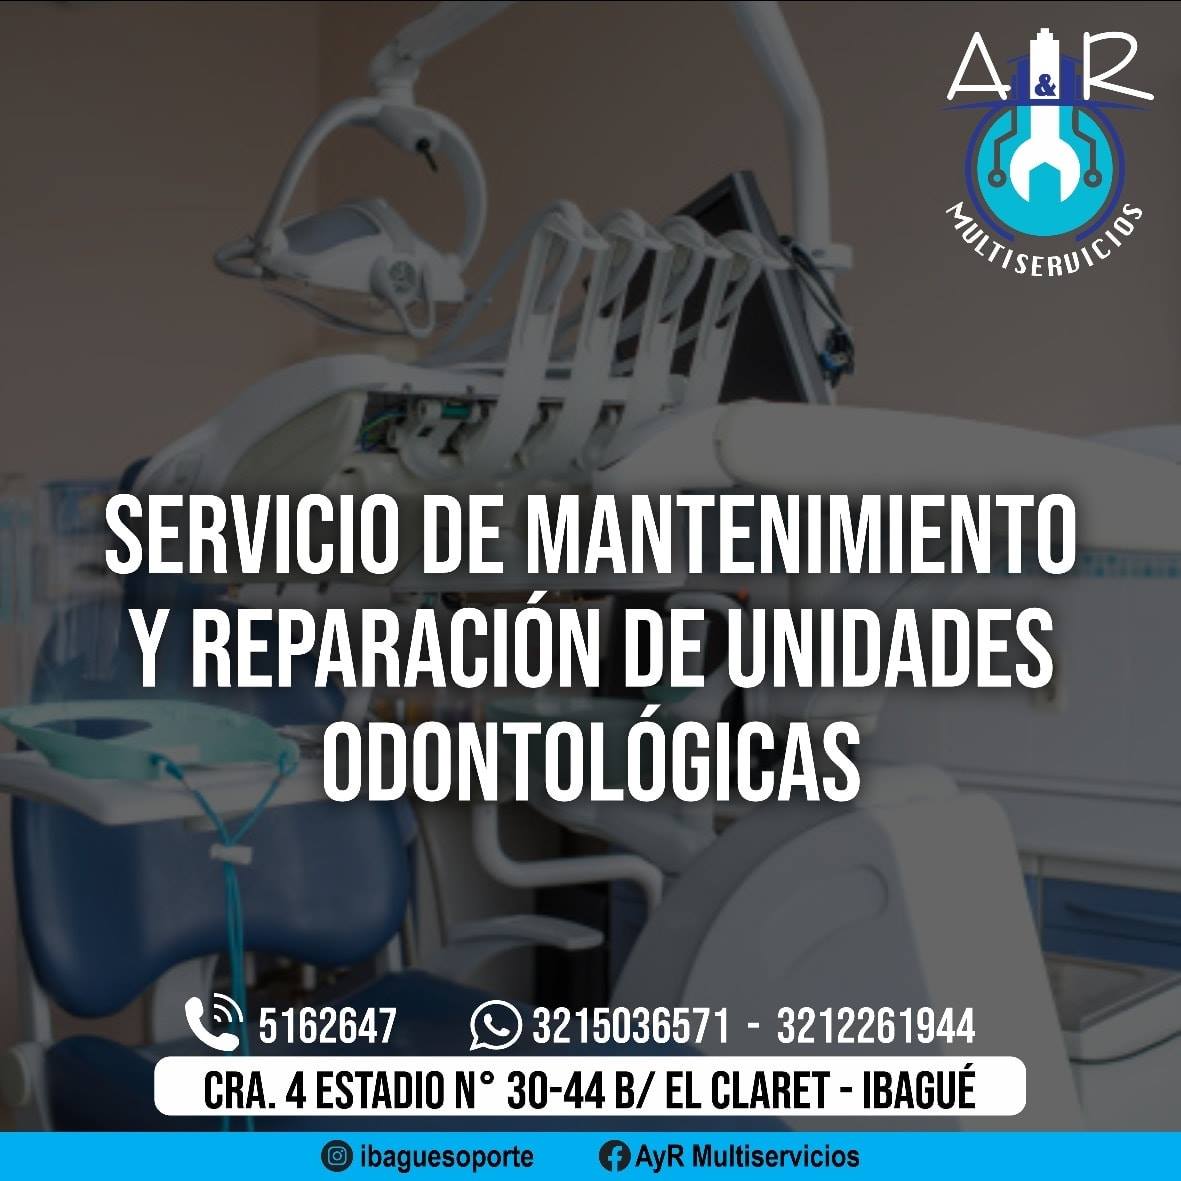 A & R
MULTISERVICIOS
SERVICIO DE MANTENIMIENTO
Y REPARACIÓN DE UNIDADES
ODONTOLÓGICAS
5162647 3215036571 - 3212261944
CRA. 4 ESTADIO N° 30-44 B/ EL CLARET - IBAGUÉ
ibaguesoporte AyR Multiservicios